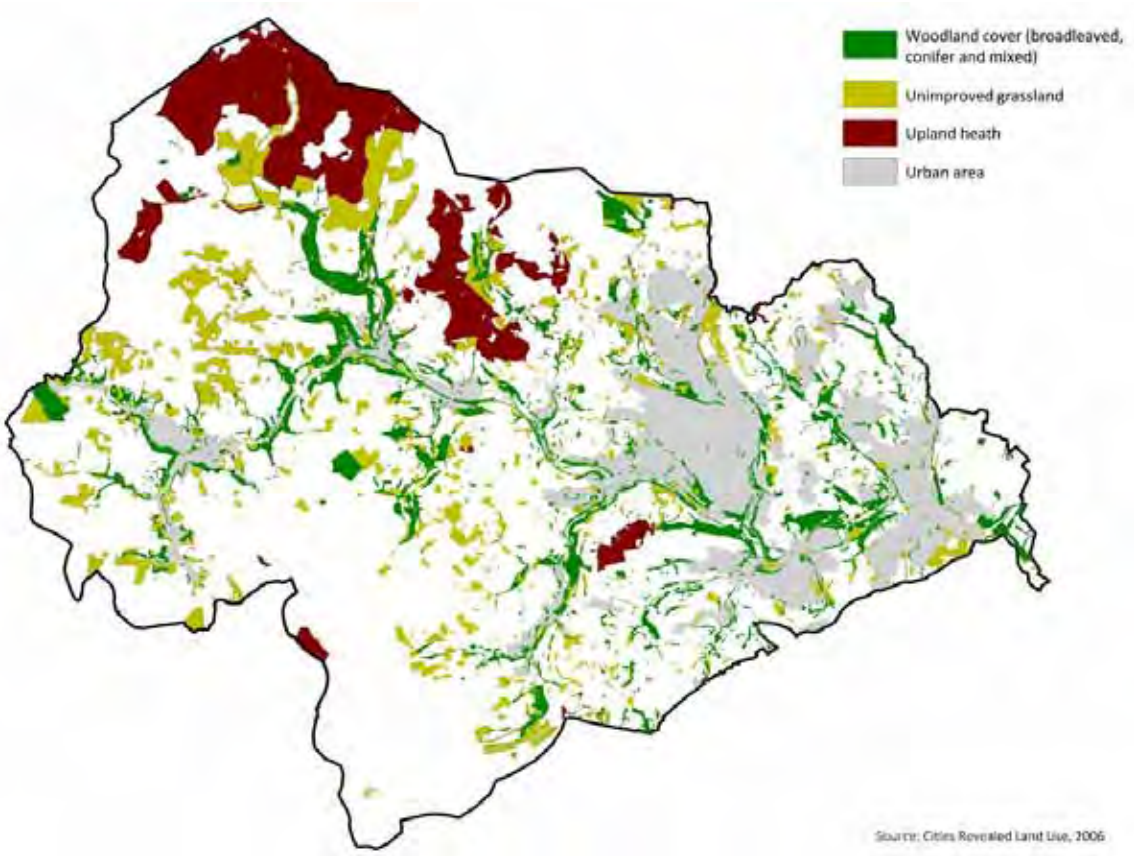 Woodland cover (broadleaved,
conifer and mixed)
Unimproved grassland
Upland heath
Urban area
Source: Cities Revealed Land Use, 2006